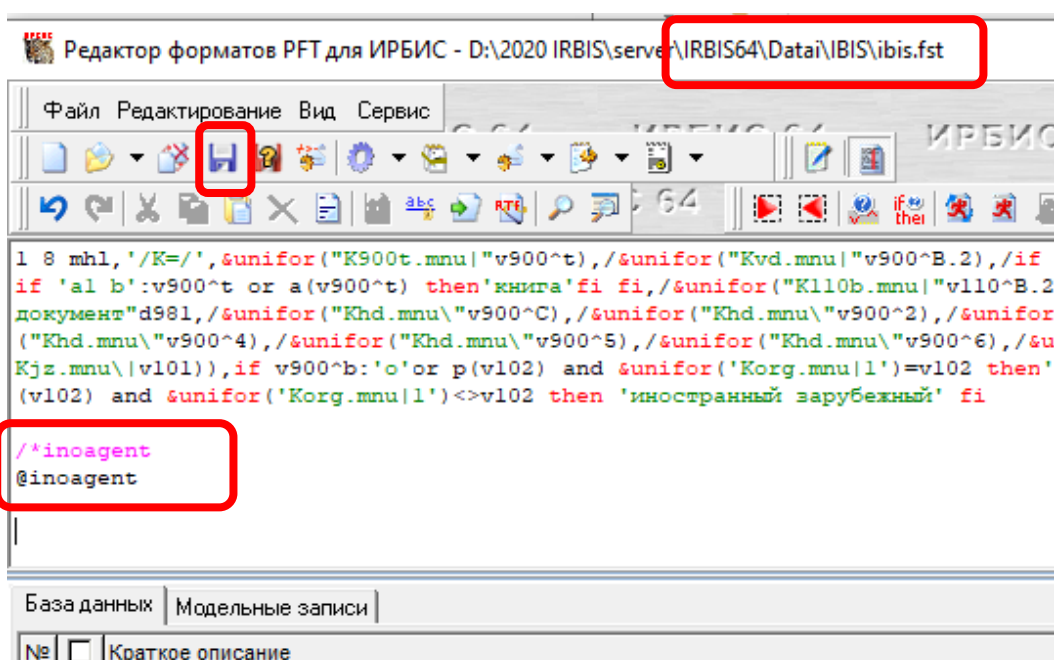 Редактор форматов PFT для ИРБИС - D:\2020 IRBIS\server\IRBIS64\Datai\IBIS\ibis.fst
Файл Редактирование Вид Сервис
ИРБИС 64
64
1 8 mhl,'/K=/',&unifor("K900t.mnu|"v900^t),/&unifor("Kvd.mnu|"v900^B.2),/if
if 'a1 b':v900^t or a(v900^t) then'книга'fi fi,/&unifor("K110b.mnu|"v110^B.2
документ"d981,/&unifor("Khd.mnu\"v900^C),/&unifor("Khd.mnu\"v900^2),/&unifor
("Khd.mnu\"v900^4),/&unifor("Khd.mnu\"v900^5),/&unifor("Khd.mnu\"v900^6),/&u
Kjz.mnu\|v101)),if v900^b:'o'or p(v102) and &unifor('Korg.mnu|1')=v102 then'
(v102) and &unifor('Korg.mnu|1')<>v102 then 'иностранный зарубежный' fi
/*inoagent
@inoagent
База данных Модельные записи
№ Краткое описание